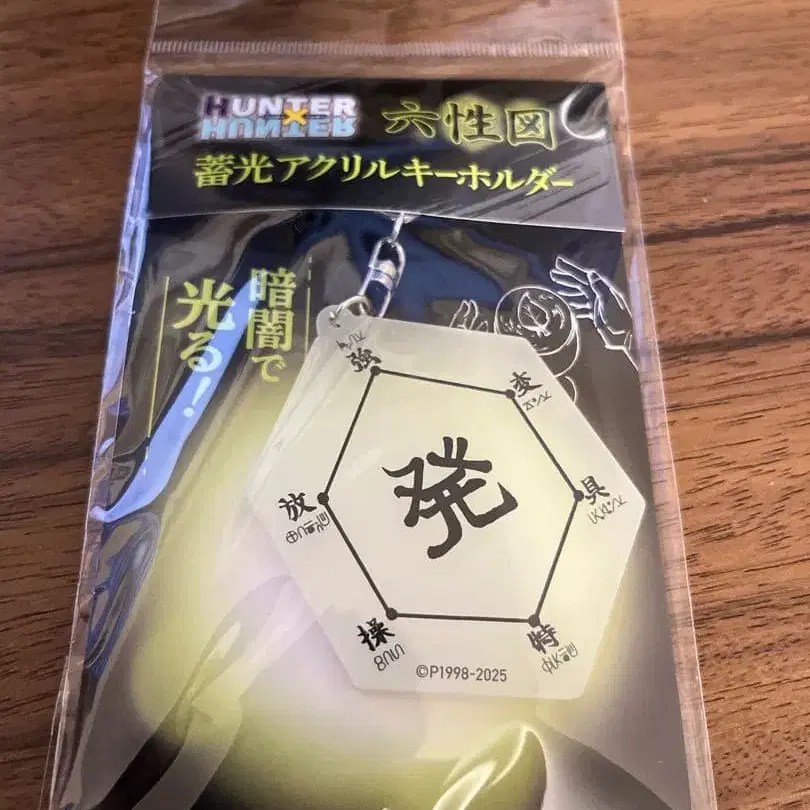 HUNTER
×
HUNTER
六性図
蓄光アクリルキーホルダー
暗闇で
光る!
強
変
放
発
具
操
特
©P1998-2025